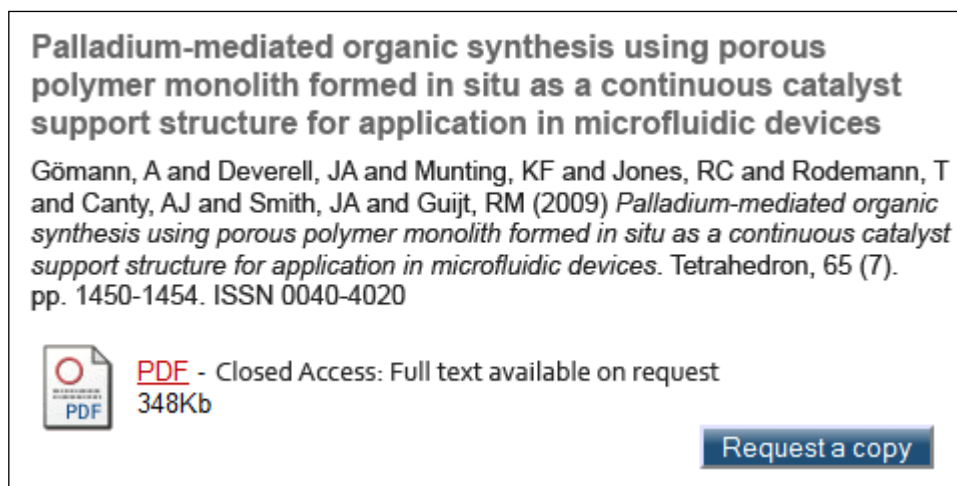 Palladium-mediated organic synthesis using porous
polymer monolith formed in situ as a continuous catalyst
support structure for application in microfluidic devices
Gömann, A and Deverell, JA and Munting, KF and Jones, RC and Rodemann, T
and Canty, AJ and Smith, JA and Guijt, RM (2009) Palladium-mediated organic
synthesis using porous polymer monolith formed in situ as a continuous catalyst
support structure for application in microfluidic devices. Tetrahedron, 65 (7).
pp. 1450-1454. ISSN 0040-4020
PDF
PDF - Closed Access: Full text available on request
348Kb
Request a copy